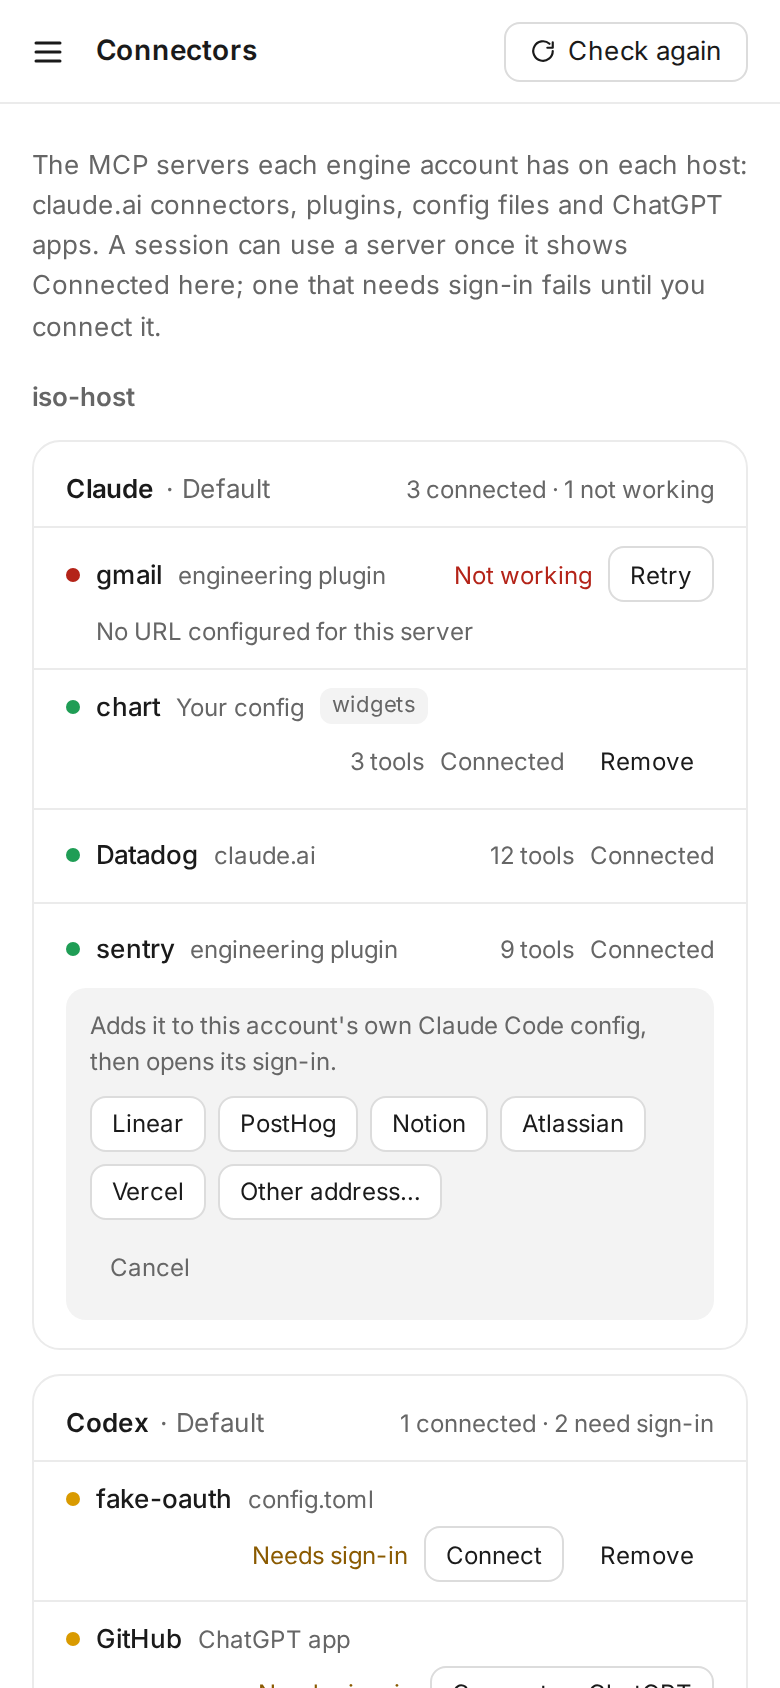 Connectors
Check again
The MCP servers each engine account has on each host:
claude.ai connectors, plugins, config files and ChatGPT
apps. A session can use a server once it shows
Connected here; one that needs sign-in fails until you
connect it.
iso-host
Claude · Default 3 connected · 1 not working
gmail engineering plugin Not working Retry
No URL configured for this server
chart Your config widgets
3 tools Connected Remove
Datadog claude.ai 12 tools Connected
sentry engineering plugin 9 tools Connected
Adds it to this account's own Claude Code config,
then opens its sign-in.
Linear PostHog Notion Atlassian
Vercel Other address...
Cancel
Codex · Default 1 connected · 2 need sign-in
fake-oauth config.toml
Needs sign-in Connect Remove
GitHub ChatGPT app